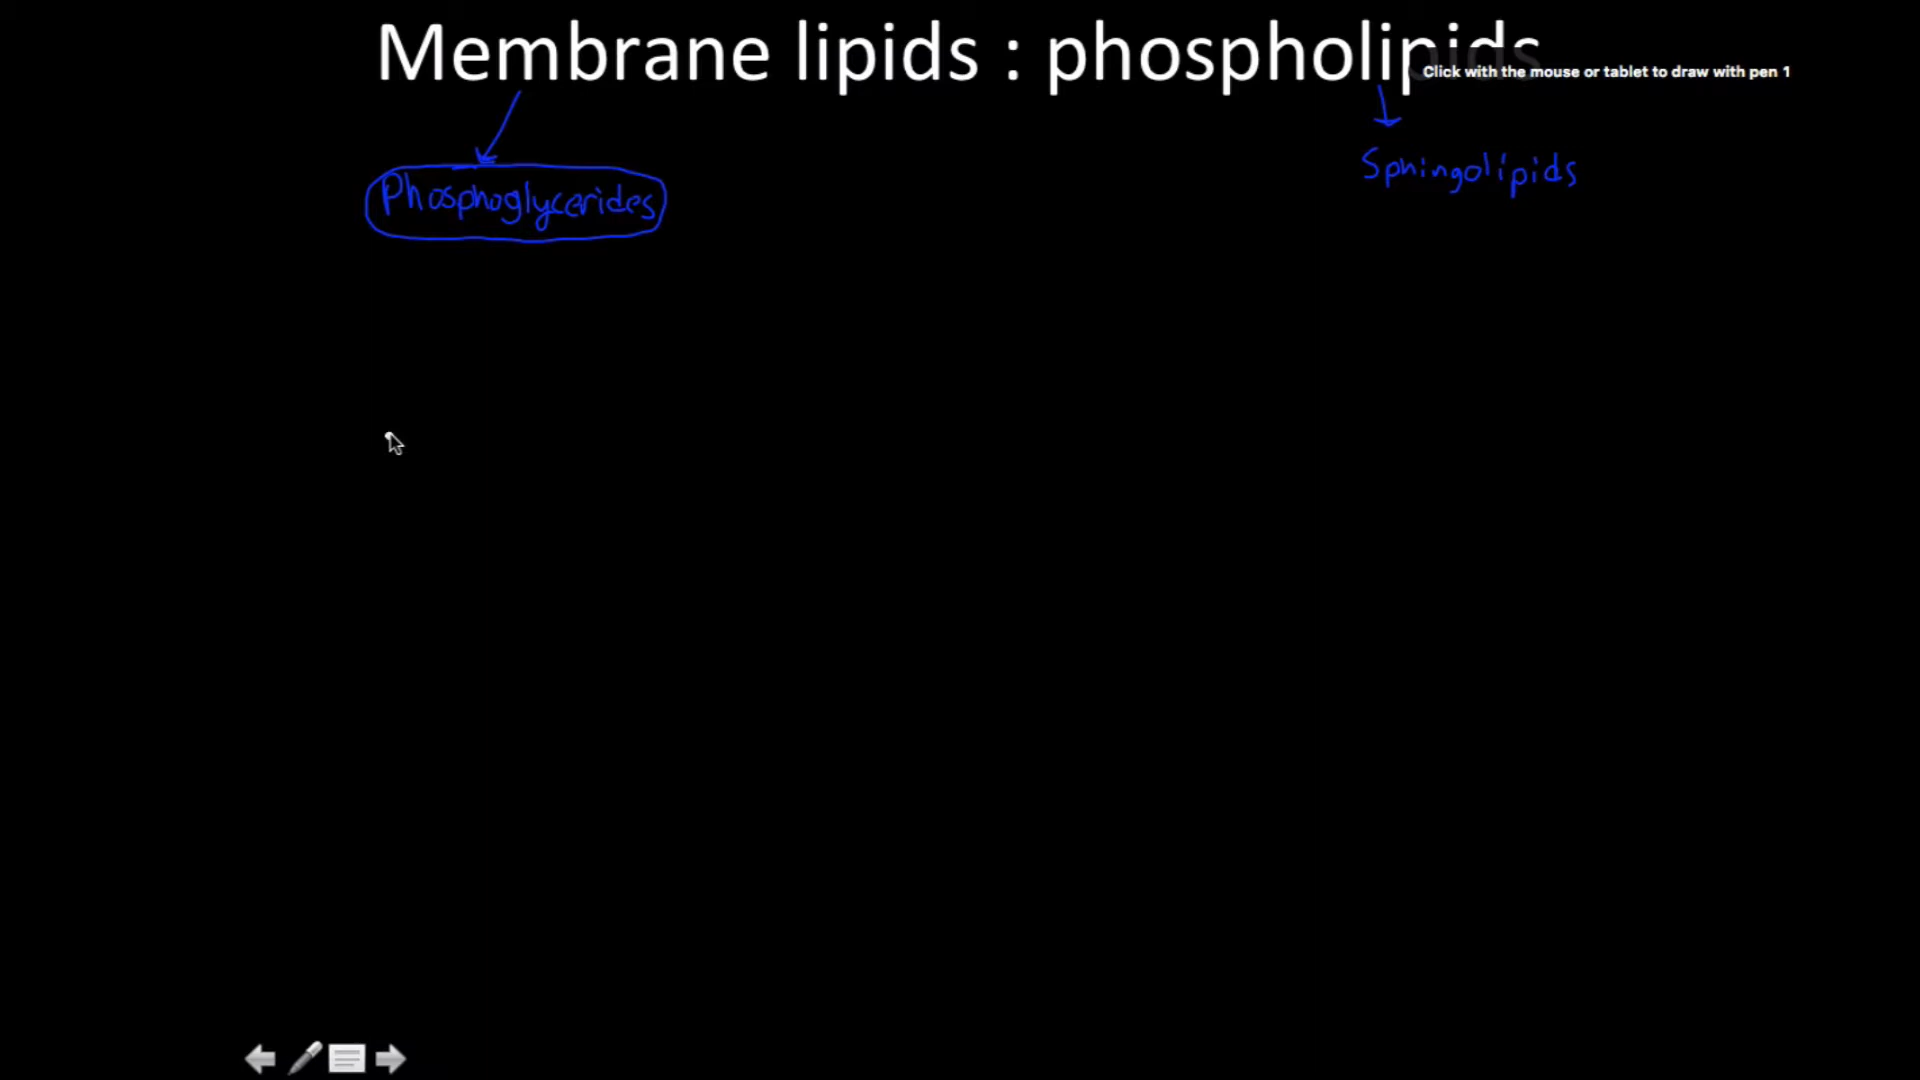 Membrane lipids : phospholipids
Click with the mouse or tablet to draw with pen 1
Sphingolipids
Phosphoglycerides